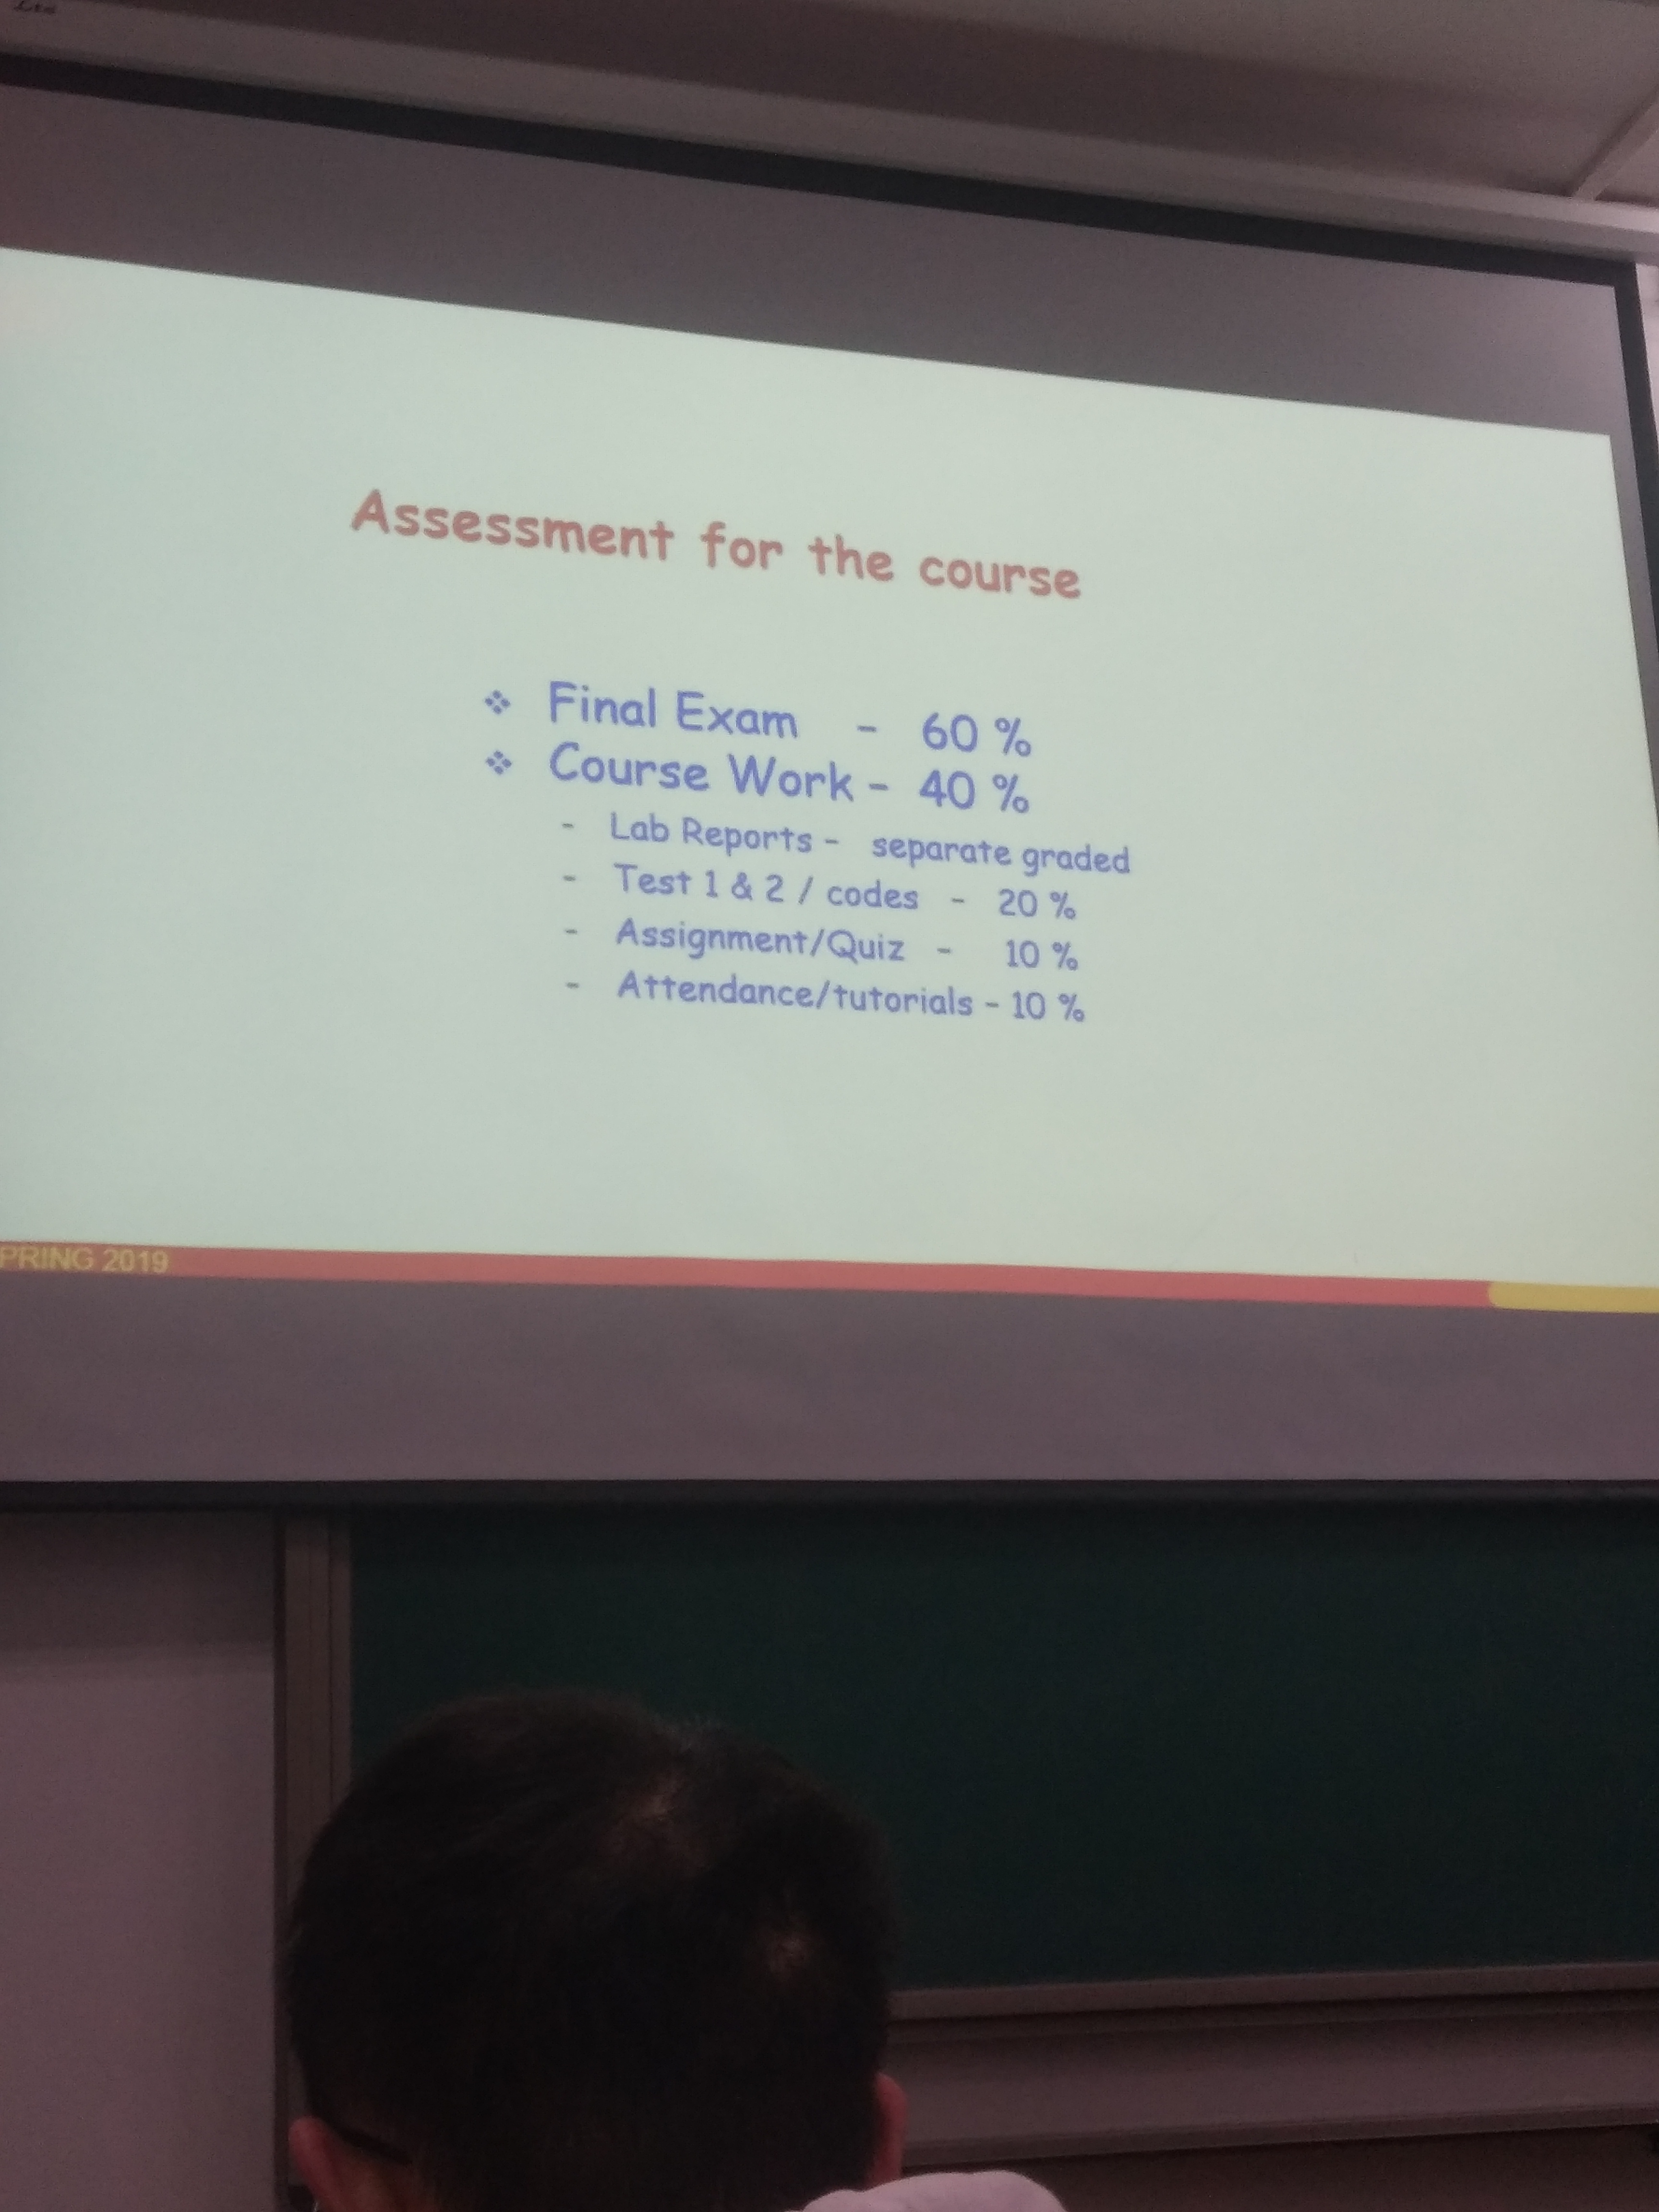 Ltd
Assessment for the course
❖ Final Exam - 60 %
❖ Course Work - 40 %
- Lab Reports - separate graded
- Test 1 & 2 / codes - 20 %
- Assignment/Quiz - 10 %
- Attendance/tutorials - 10 %
PRING 2019